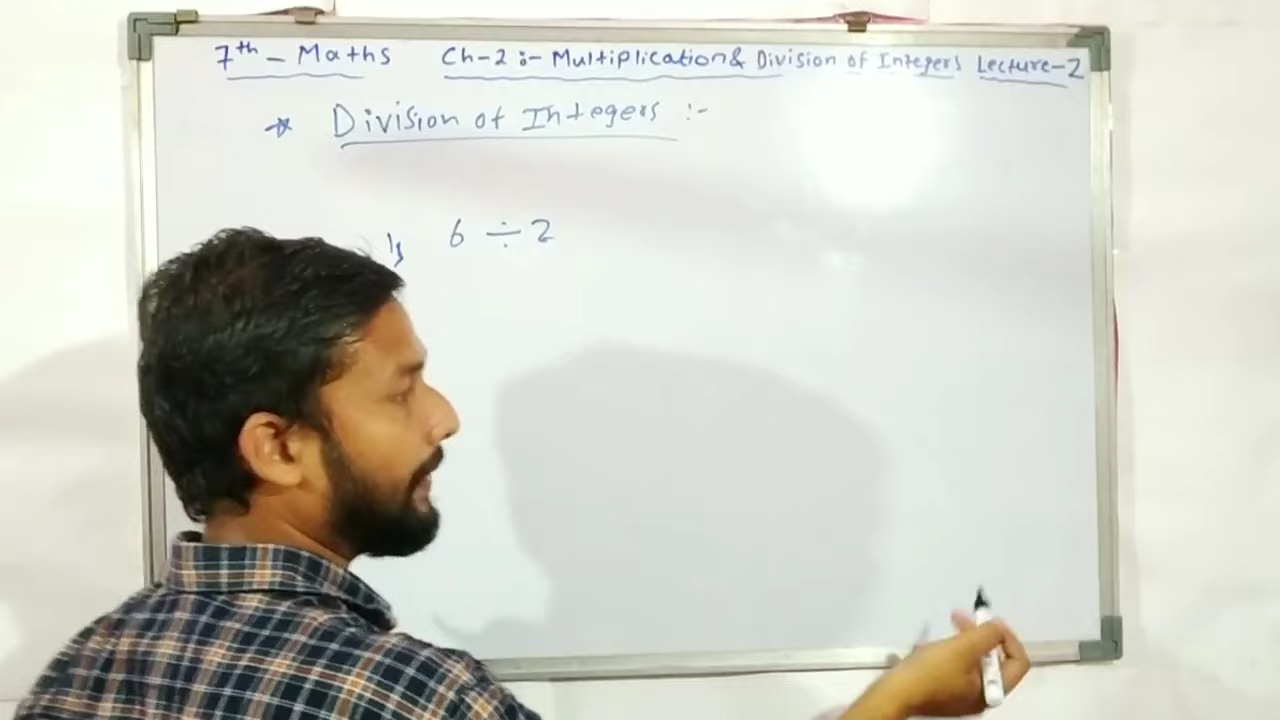 7th - Maths Ch-2 :- Multiplication & Division of Integers Lecture-2
* Division of Integers :-
1) 6 ÷ 2